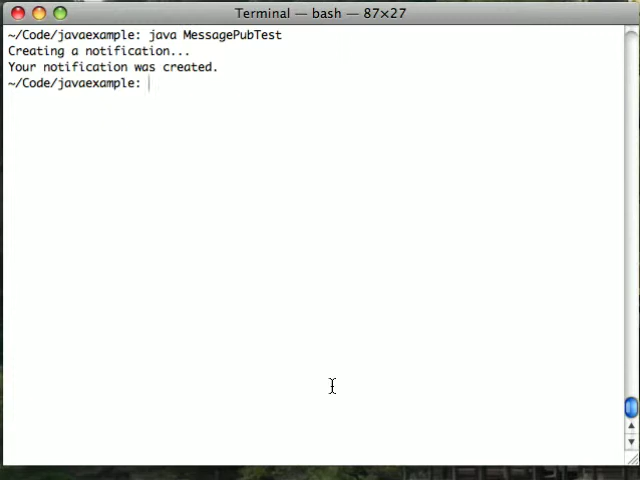 Terminal — bash — 87×27
~/Code/javaexample: java MessagePubTest
Creating a notification...
Your notification was created.
~/Code/javaexample: